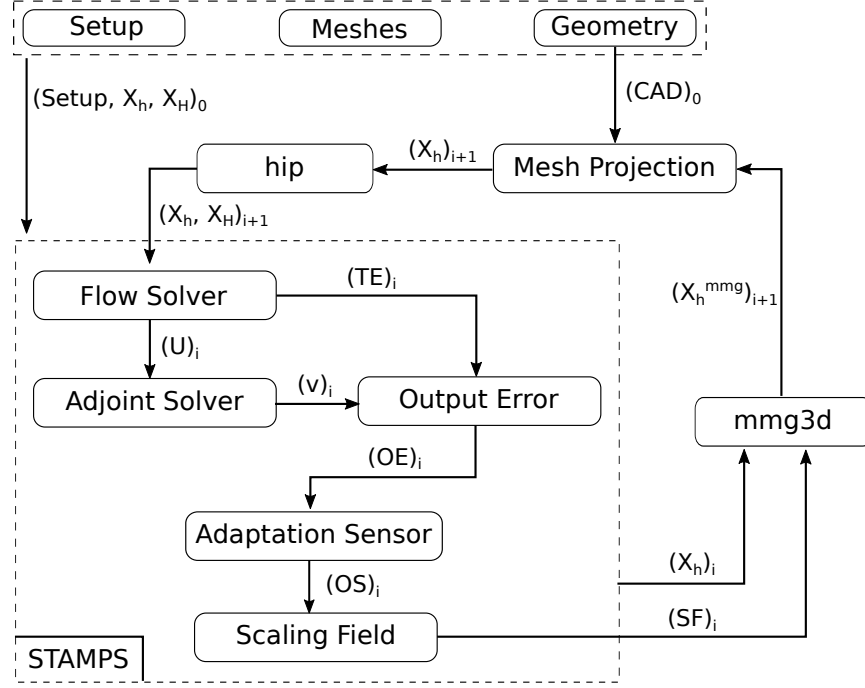 Setup
Meshes
Geometry
(Setup, X_h, X_H)_0
(CAD)_0
hip
(X_h)_{i+1}
Mesh Projection
(X_h, X_H)_{i+1}
Flow Solver
(TE)_i
(X_h^{mmg})_{i+1}
(U)_i
Adjoint Solver
(v)_i
Output Error
mmg3d
(OE)_i
Adaptation Sensor
(X_h)_i
(OS)_i
(SF)_i
Scaling Field
STAMPS